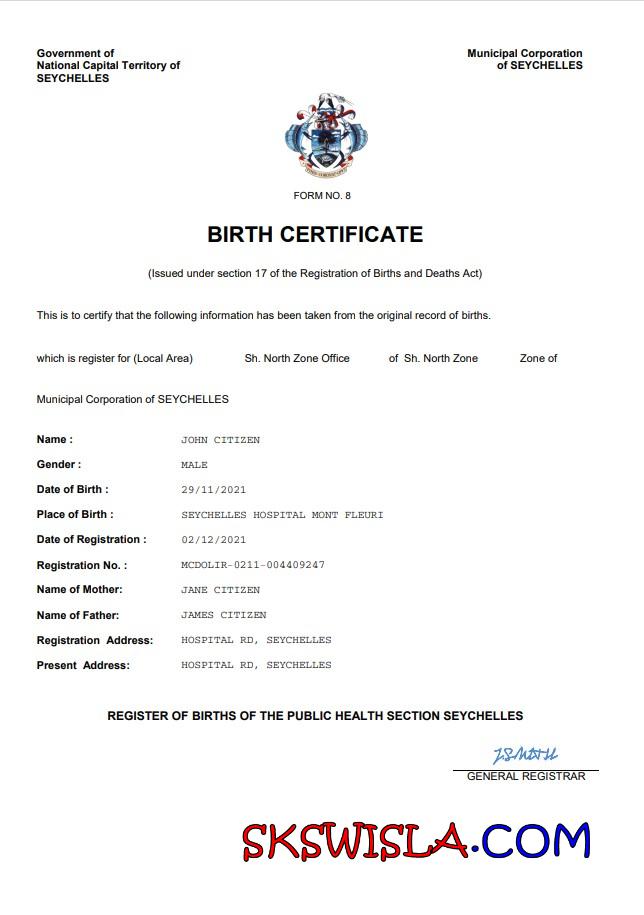 Government of
National Capital Territory of
SEYCHELLES
Municipal Corporation
of SEYCHELLES
FORM NO. 8
BIRTH CERTIFICATE
(Issued under section 17 of the Registration of Births and Deaths Act)
This is to certify that the following information has been taken from the original record of births.
which is register for (Local Area) Sh. North Zone Office of Sh. North Zone Zone of
Municipal Corporation of SEYCHELLES
Name : JOHN CITIZEN
Gender : MALE
Date of Birth : 29/11/2021
Place of Birth : SEYCHELLES HOSPITAL MONT FLEURI
Date of Registration : 02/12/2021
Registration No. : MCDOLIR-0211-004409247
Name of Mother: JANE CITIZEN
Name of Father: JAMES CITIZEN
Registration Address: HOSPITAL RD, SEYCHELLES
Present Address: HOSPITAL RD, SEYCHELLES
REGISTER OF BIRTHS OF THE PUBLIC HEALTH SECTION SEYCHELLES
GENERAL REGISTRAR
SKSWISLA.COM